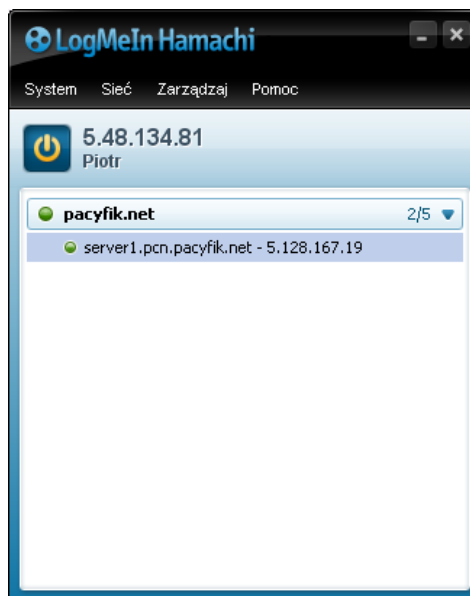 LogMeIn Hamachi
System Sieć Zarządzaj Pomoc
5.48.134.81
Piotr
pacyfik.net 2/5
server1.pcn.pacyfik.net - 5.128.167.19